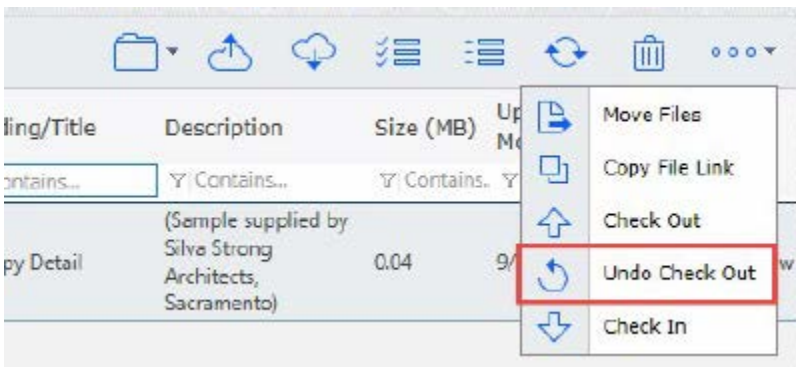 ding/Title Description Size (MB) Up
Mo
ontains... Contains... Contains.
(Sample supplied by
Silva Strong
py Detail Architects, 0.04 9/
Sacramento)
Move Files
Copy File Link
Check Out
Undo Check Out
w
Check In